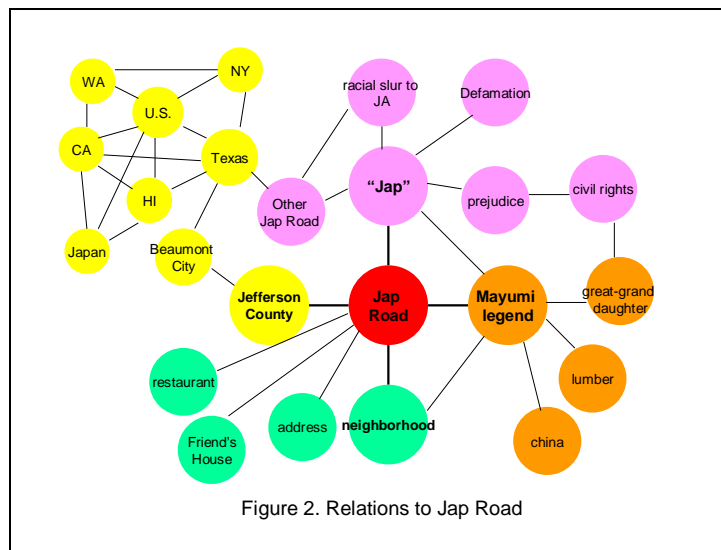 NY
WA
racial slur to
JA
Defamation
U.S.
CA
Texas
“Jap”
civil rights
prejudice
HI
Other
Jap Road
Japan
Beaumont
City
Jefferson
County
Jap
Road
Mayumi
legend
great-grand
daughter
restaurant
lumber
address
neighborhood
Friend's
House
china
Figure 2. Relations to Jap Road